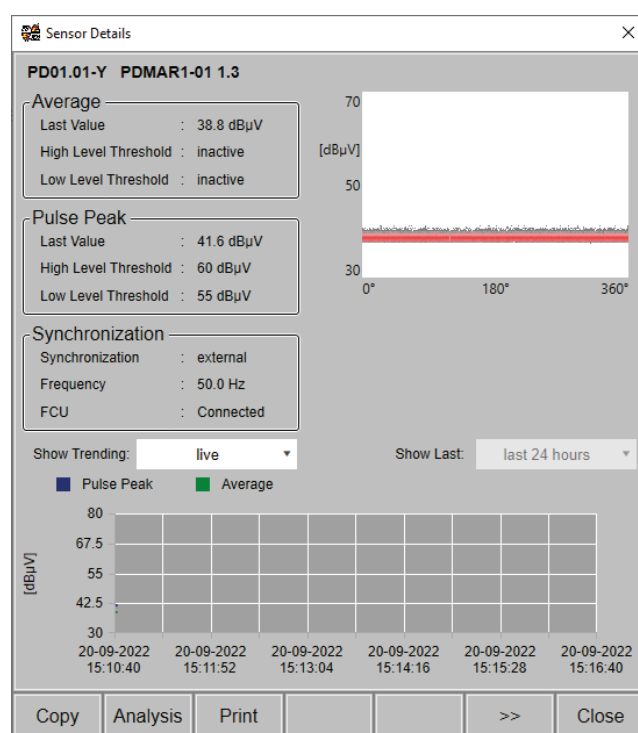 Sensor Details
PD01.01-Y PDMAR1-01 1.3
Average
Last Value : 38.8 dBµV
High Level Threshold : inactive
Low Level Threshold : inactive
Pulse Peak
Last Value : 41.6 dBµV
High Level Threshold : 60 dBµV
Low Level Threshold : 55 dBµV
Synchronization
Synchronization : external
Frequency : 50.0 Hz
FCU : Connected
70
[dBµV]
50
30
0° 180° 360°
Show Trending: live Show Last: last 24 hours
Pulse Peak Average
80
67.5
55
42.5
30
[dBµV]
20-09-2022 20-09-2022 20-09-2022 20-09-2022 20-09-2022 20-09-2022
15:10:40 15:11:52 15:13:04 15:14:16 15:15:28 15:16:40
Copy Analysis Print >> Close